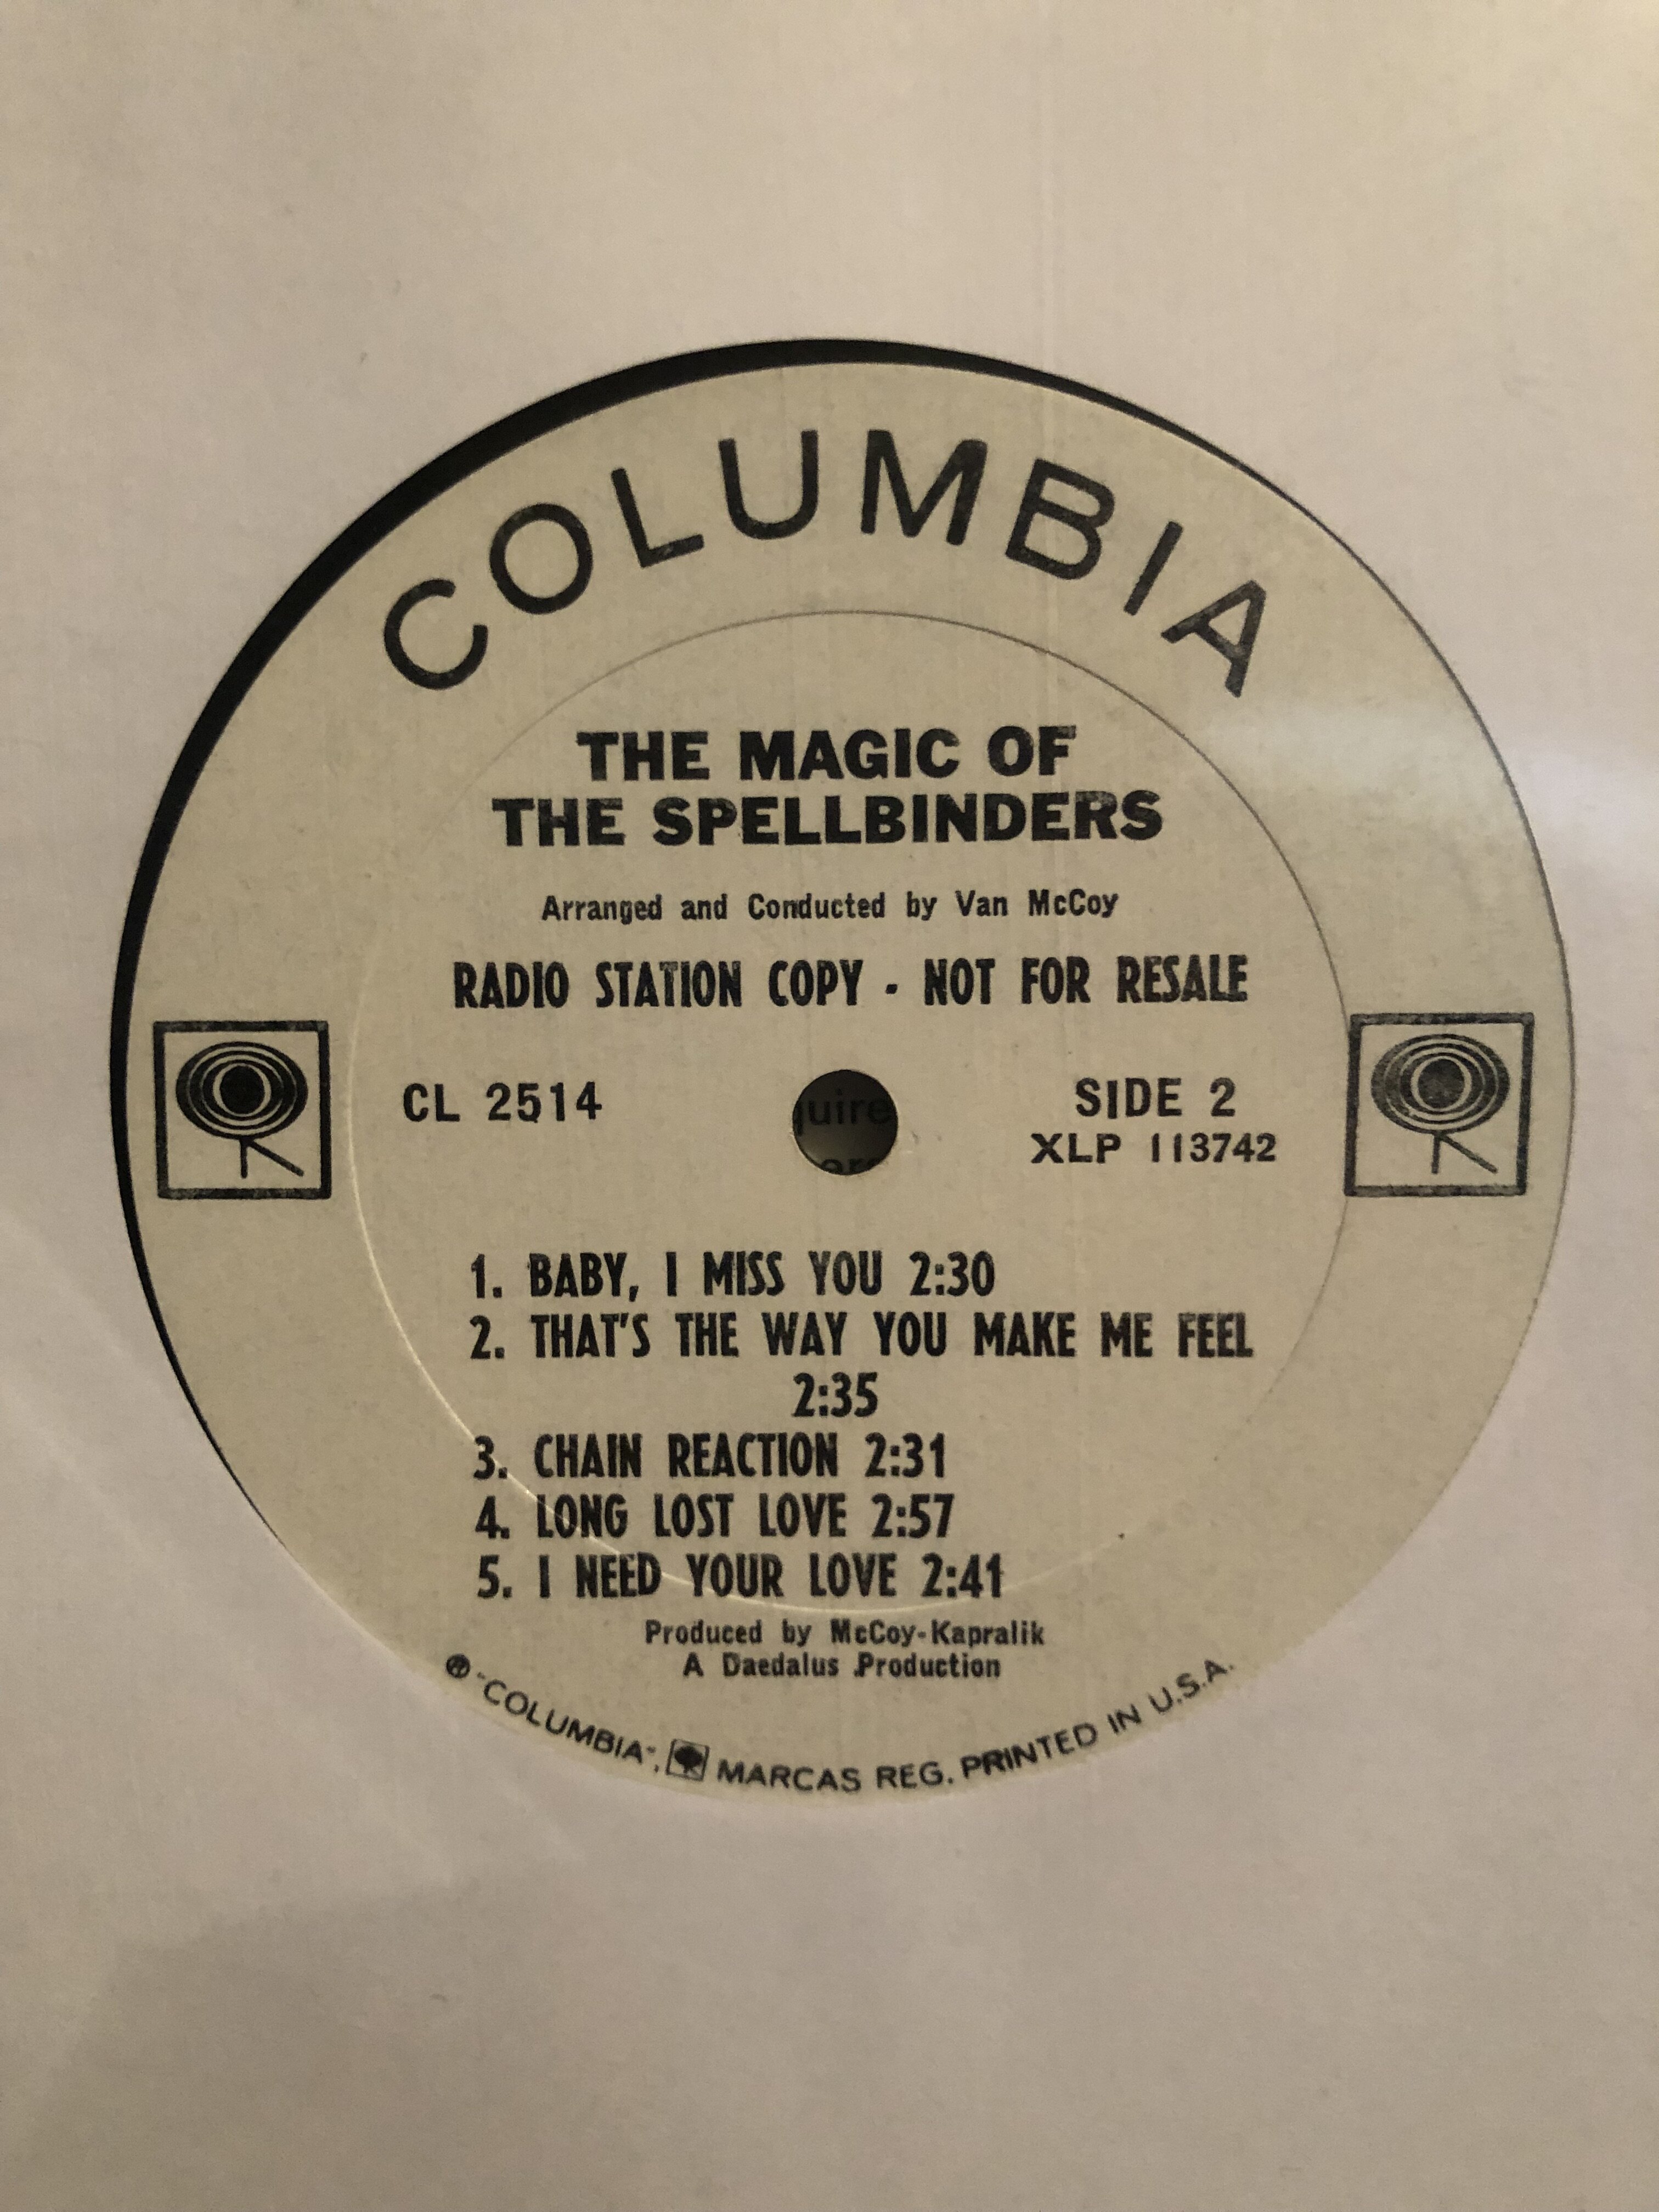 COLUMBIA
THE MAGIC OF
THE SPELLBINDERS
Arranged and Conducted by Van McCoy
RADIO STATION COPY - NOT FOR RESALE
CL 2514
SIDE 2
XLP 113742
1. BABY, I MISS YOU 2:30
2. THAT'S THE WAY YOU MAKE ME FEEL
2:35
3. CHAIN REACTION 2:31
4. LONG LOST LOVE 2:57
5. I NEED YOUR LOVE 2:41
Produced by McCoy-Kapralik
A Daedalus Production
"COLUMBIA", MARCAS REG. PRINTED IN U.S.A.